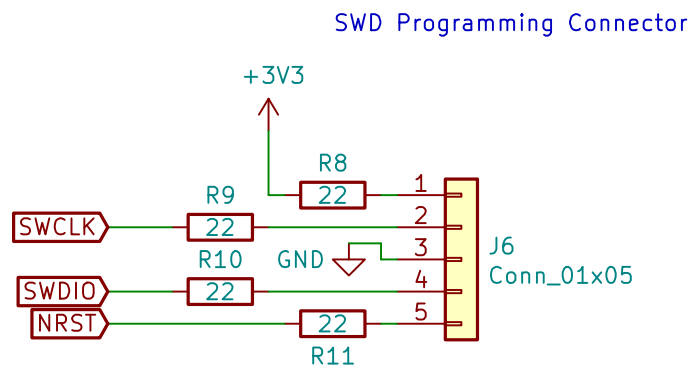 SWD Programming Connector
+3V3
R8
22
1
R9
22
2
SWCLK
3
GND
J6
Conn_01x05
R10
22
4
SWDIO
NRST
22
5
R11